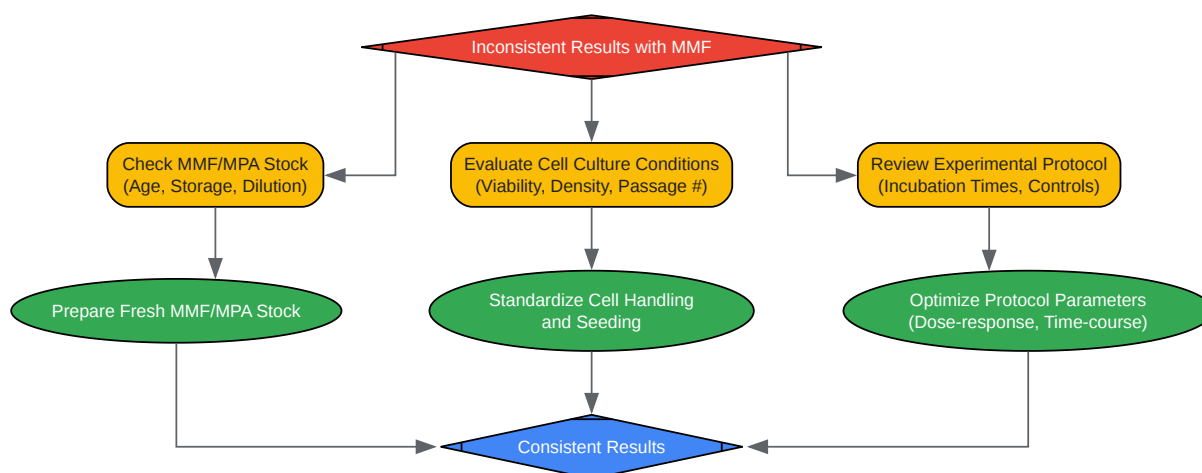 Inconsistent Results with MMF
Check MMF/MPA Stock
(Age, Storage, Dilution)
Evaluate Cell Culture Conditions
(Viability, Density, Passage #)
Review Experimental Protocol
(Incubation Times, Controls)
Prepare Fresh MMF/MPA Stock
Standardize Cell Handling
and Seeding
Optimize Protocol Parameters
(Dose-response, Time-course)
Consistent Results